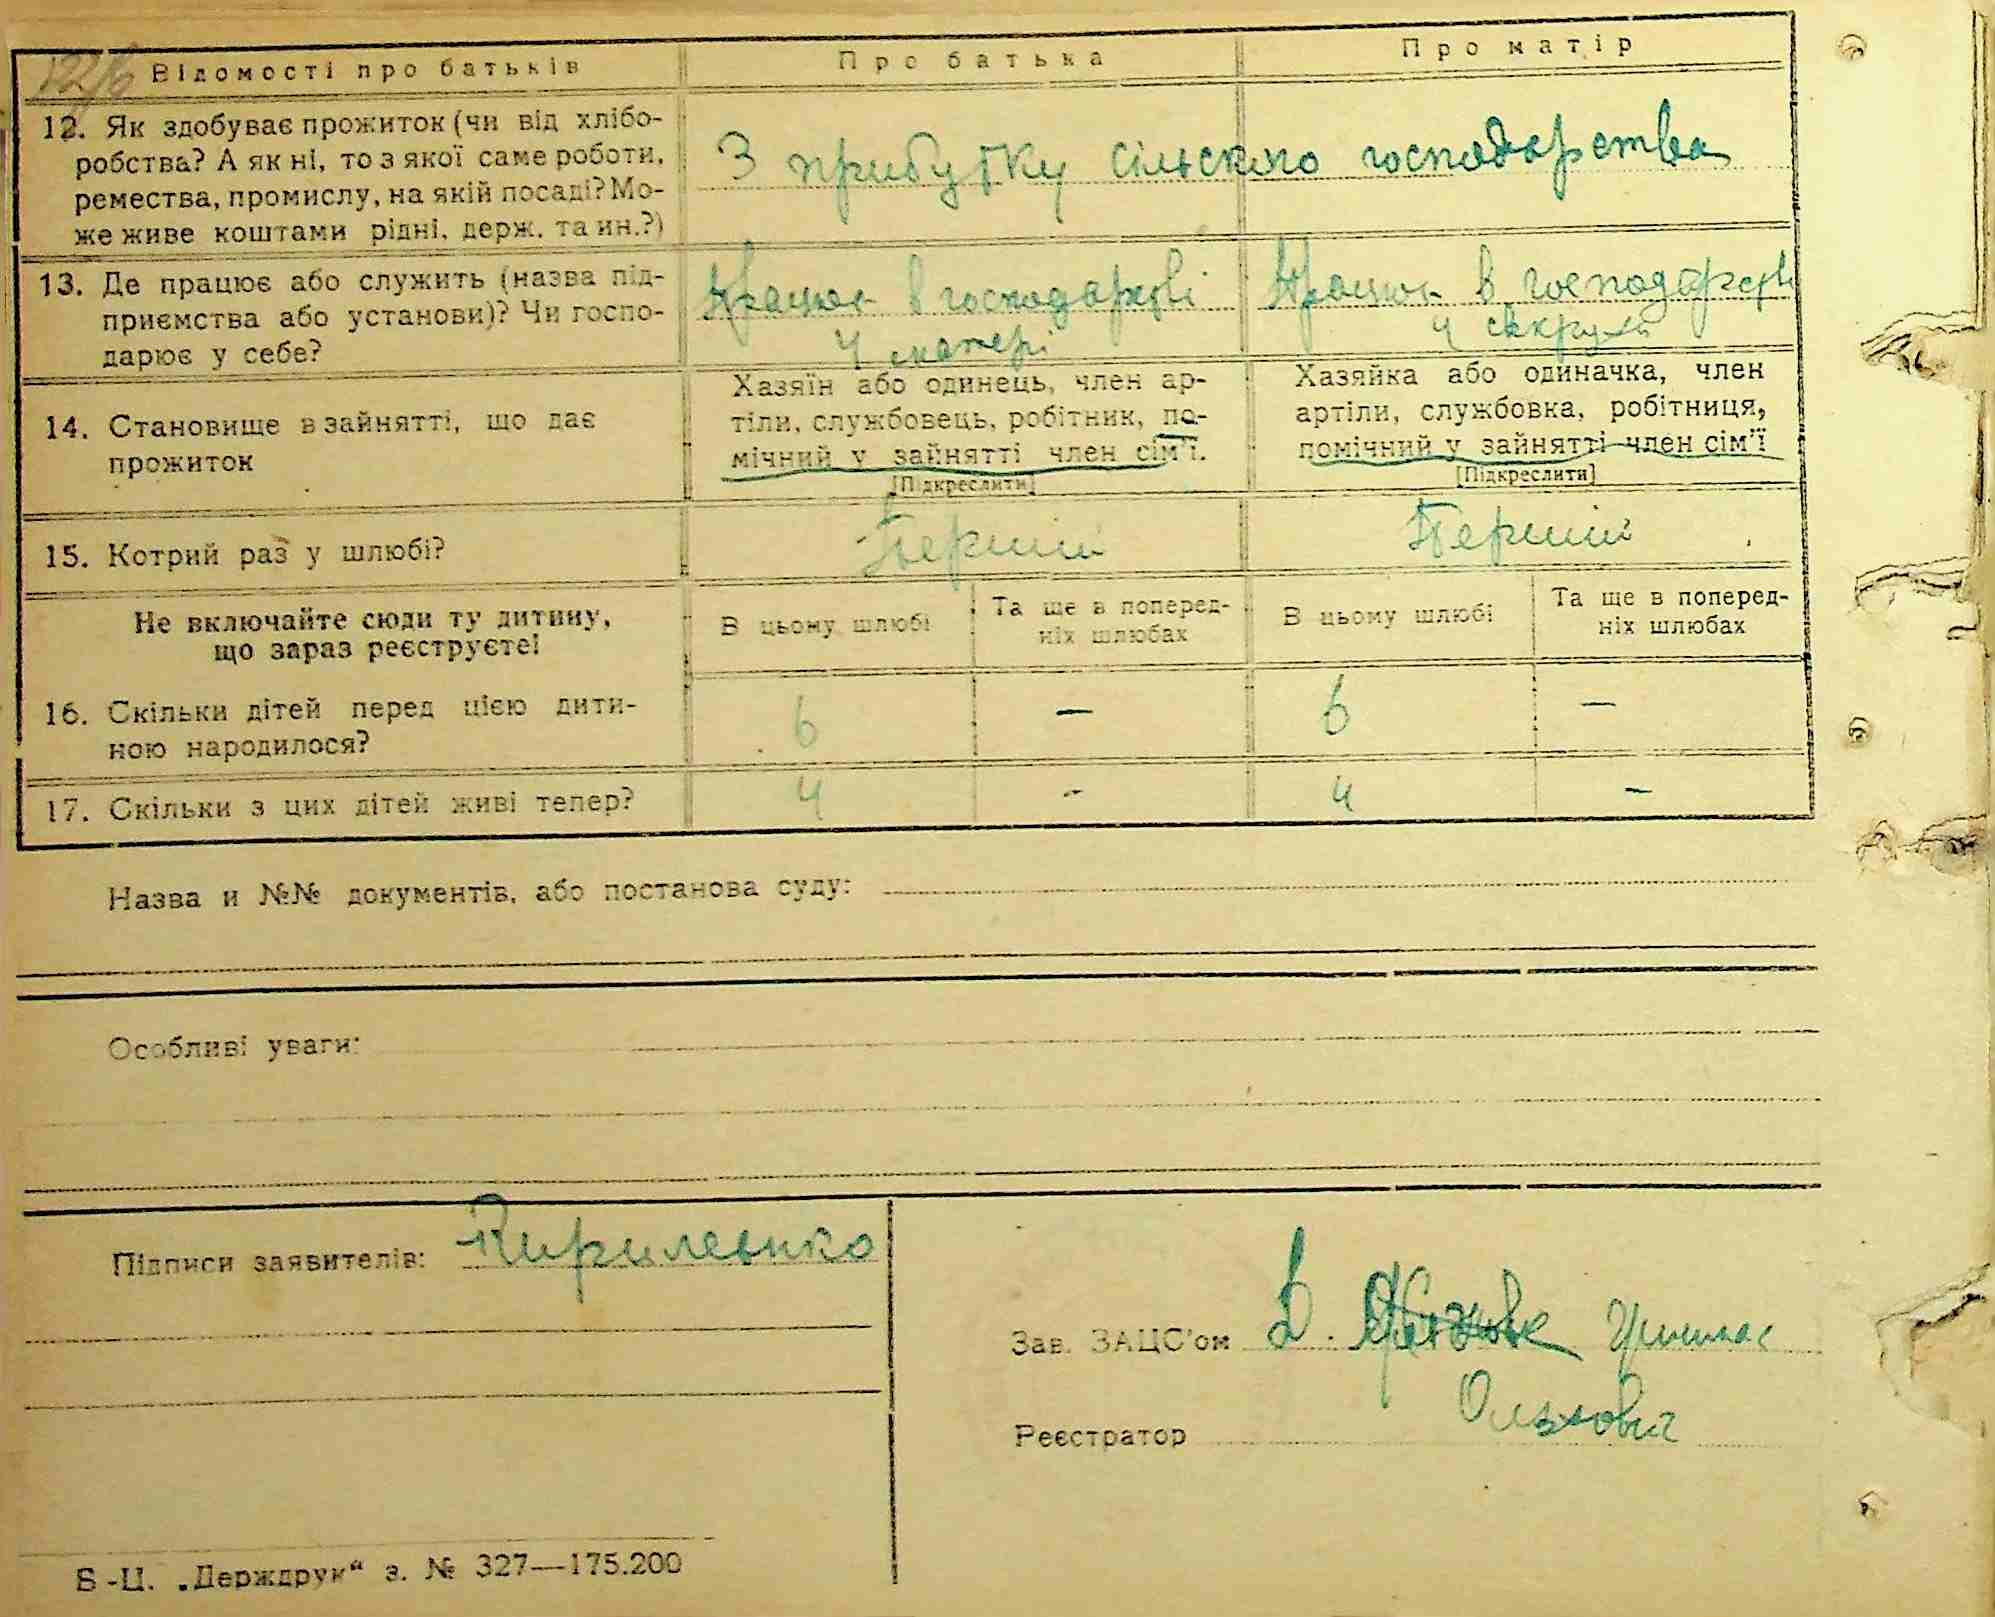 Відомості про батьків
Про батька
Про матір
12. Як здобуває прожиток (чи від хлібо-
робства? А як ні, то з якої саме роботи,
ремества, промислу, на якій посаді? Мо-
же живе коштами рідні, держ. та ин.?)
З прибутку сільского господарства
13. Де працює або служить (назва під-
приємства або установи)? Чи госпо-
дарює у себе?
Працює в господарстві
у матері
Працює в господарстві
у свекрухи
14. Становище в зайнятті, що дає
прожиток
Хазяїн або одинець, член ар-
тіли, службовець, робітник, по-
мічний у зайнятті член сім'ї.
[Підкреслити]
Хазяйка або одиначка, член
артіли, службовка, робітниця,
помічний у зайнятті член сім'ї
[Підкреслити]
15. Котрий раз у шлюбі?
Перший
Перший
Не включайте сюди ту дитину,
що зараз реєструєте!
В цьому шлюбі
Та ще в поперед-
ніх шлюбах
В цьому шлюбі
Та ще в поперед-
ніх шлюбах
16. Скільки дітей перед цією дити-
ною народилося?
6 — 6 —
17. Скільки з цих дітей живі тепер?
4 - 4 -
Назва и №№ документів, або постанова суду:
Особливі уваги:
Підписи заявителів: Кириленко
Зав. ЗАЦС'ом
Реєстратор
Б-Ц. „Держдрук“ з. № 327—175.200